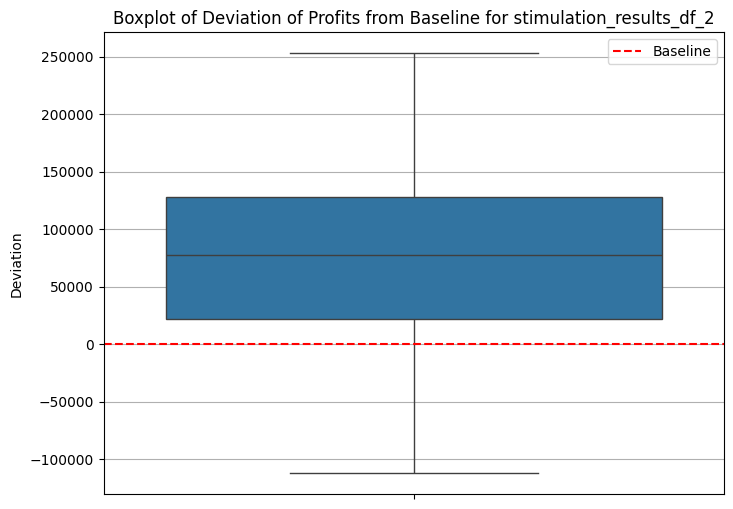 Boxplot of Deviation of Profits from Baseline for stimulation_results_df_2
Baseline
250000
200000
150000
100000
50000
0
−50000
−100000
Deviation